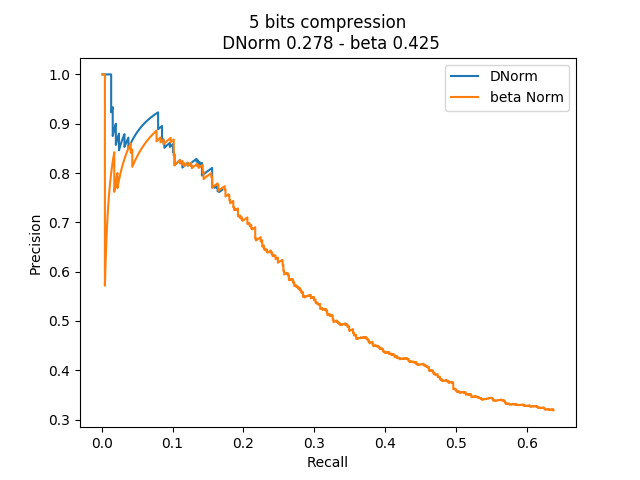 5 bits compression
DNorm 0.278 - beta 0.425
DNorm
beta Norm
1.0
0.9
0.8
0.7
0.6
0.5
0.4
0.3
Precision
0.0 0.1 0.2 0.3 0.4 0.5 0.6
Recall